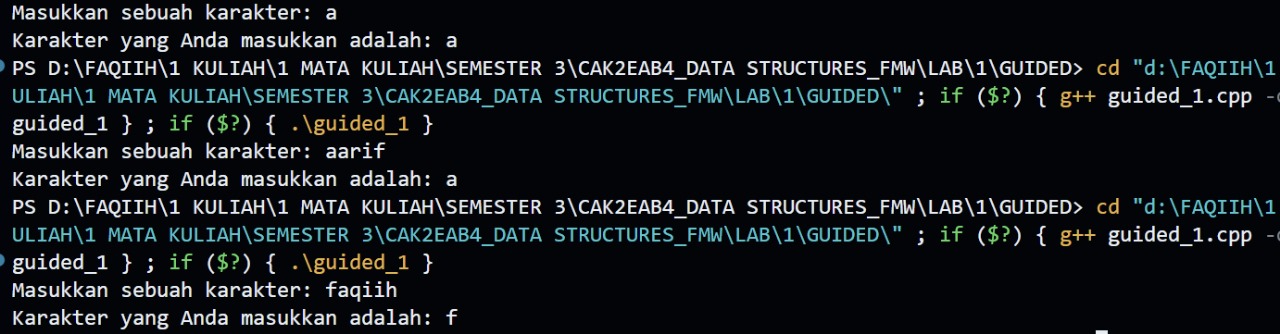 Masukkan sebuah karakter: a
Karakter yang Anda masukkan adalah: a
PS D:\FAQIIH\1 KULIAH\1 MATA KULIAH\SEMESTER 3\CAK2EAB4_DATA STRUCTURES_FMW\LAB\1\GUIDED> cd "d:\FAQIIH\1
ULIAH\1 MATA KULIAH\SEMESTER 3\CAK2EAB4_DATA STRUCTURES_FMW\LAB\1\GUIDED\" ; if ($?) { g++ guided_1.cpp -o
guided_1 } ; if ($?) { .\guided_1 }
Masukkan sebuah karakter: aarif
Karakter yang Anda masukkan adalah: a
PS D:\FAQIIH\1 KULIAH\1 MATA KULIAH\SEMESTER 3\CAK2EAB4_DATA STRUCTURES_FMW\LAB\1\GUIDED> cd "d:\FAQIIH\1
ULIAH\1 MATA KULIAH\SEMESTER 3\CAK2EAB4_DATA STRUCTURES_FMW\LAB\1\GUIDED\" ; if ($?) { g++ guided_1.cpp -o
guided_1 } ; if ($?) { .\guided_1 }
Masukkan sebuah karakter: faqiih
Karakter yang Anda masukkan adalah: f